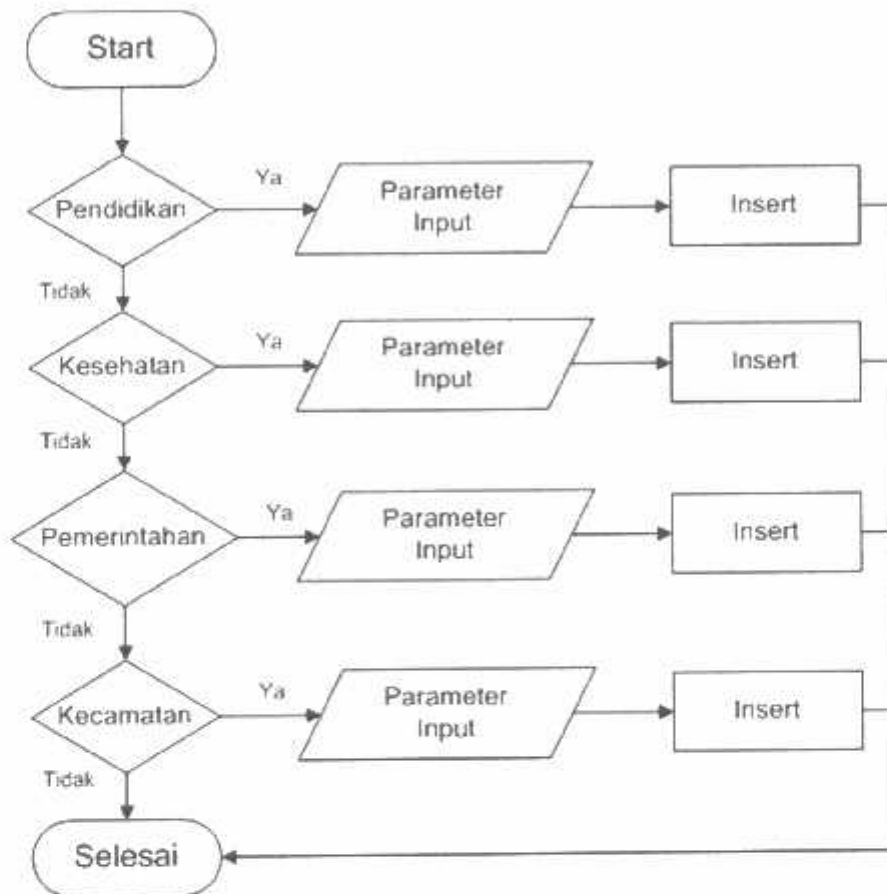 Start
Pendidikan
Ya
Parameter
Input
Insert
Tidak
Kesehatan
Ya
Parameter
Input
Insert
Tidak
Pemerintahan
Ya
Parameter
Input
Insert
Tidak
Kecamatan
Ya
Parameter
Input
Insert
Tidak
Selesai